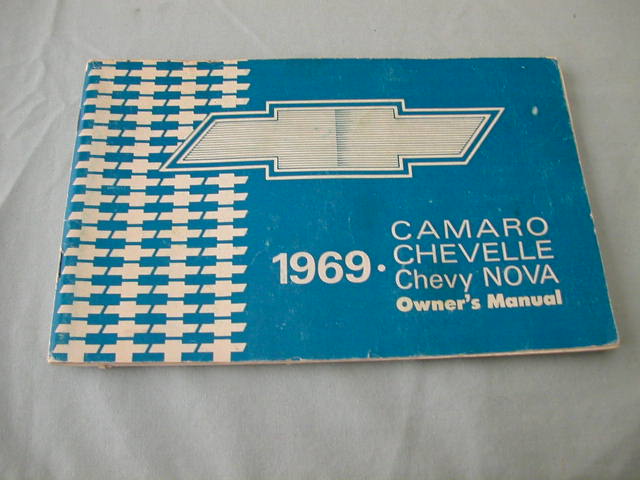 CAMARO
CHEVELLE
1969 · Chevy NOVA
Owner's Manual